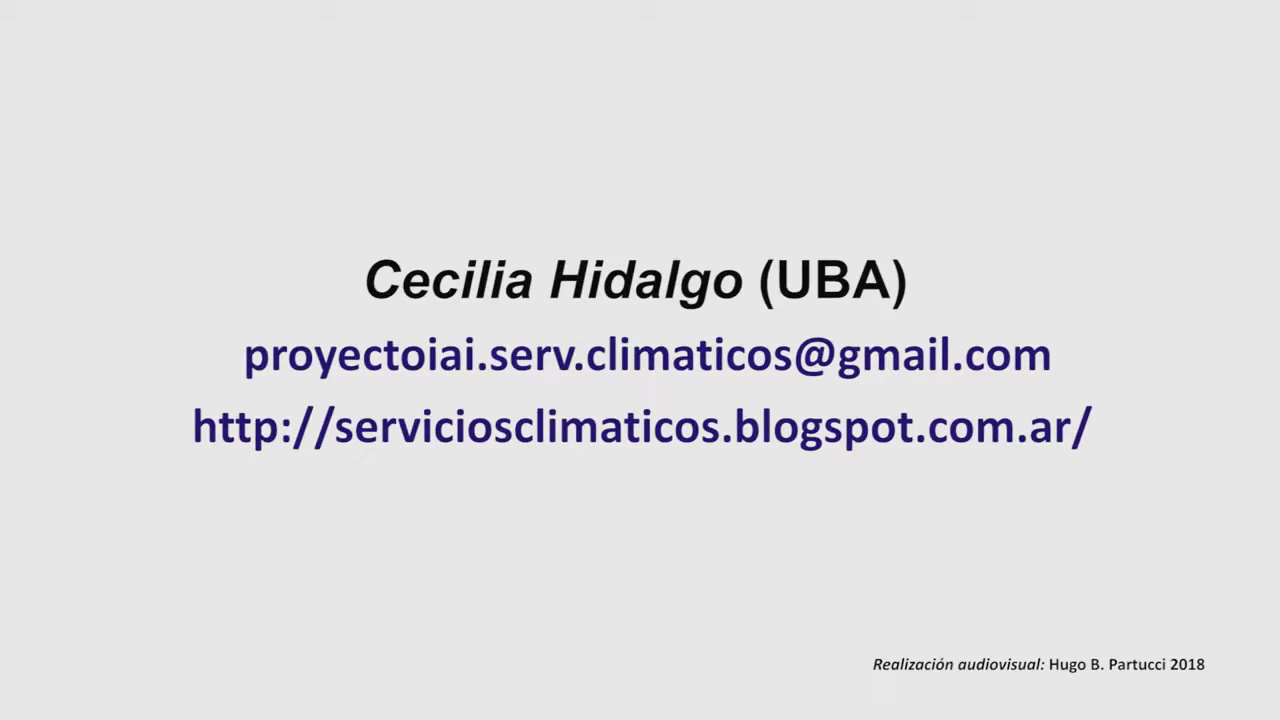 Cecilia Hidalgo (UBA)
proyectoiai.serv.climaticos@gmail.com
http://serviciosclimaticos.blogspot.com.ar/
Realización audiovisual: Hugo B. Partucci 2018